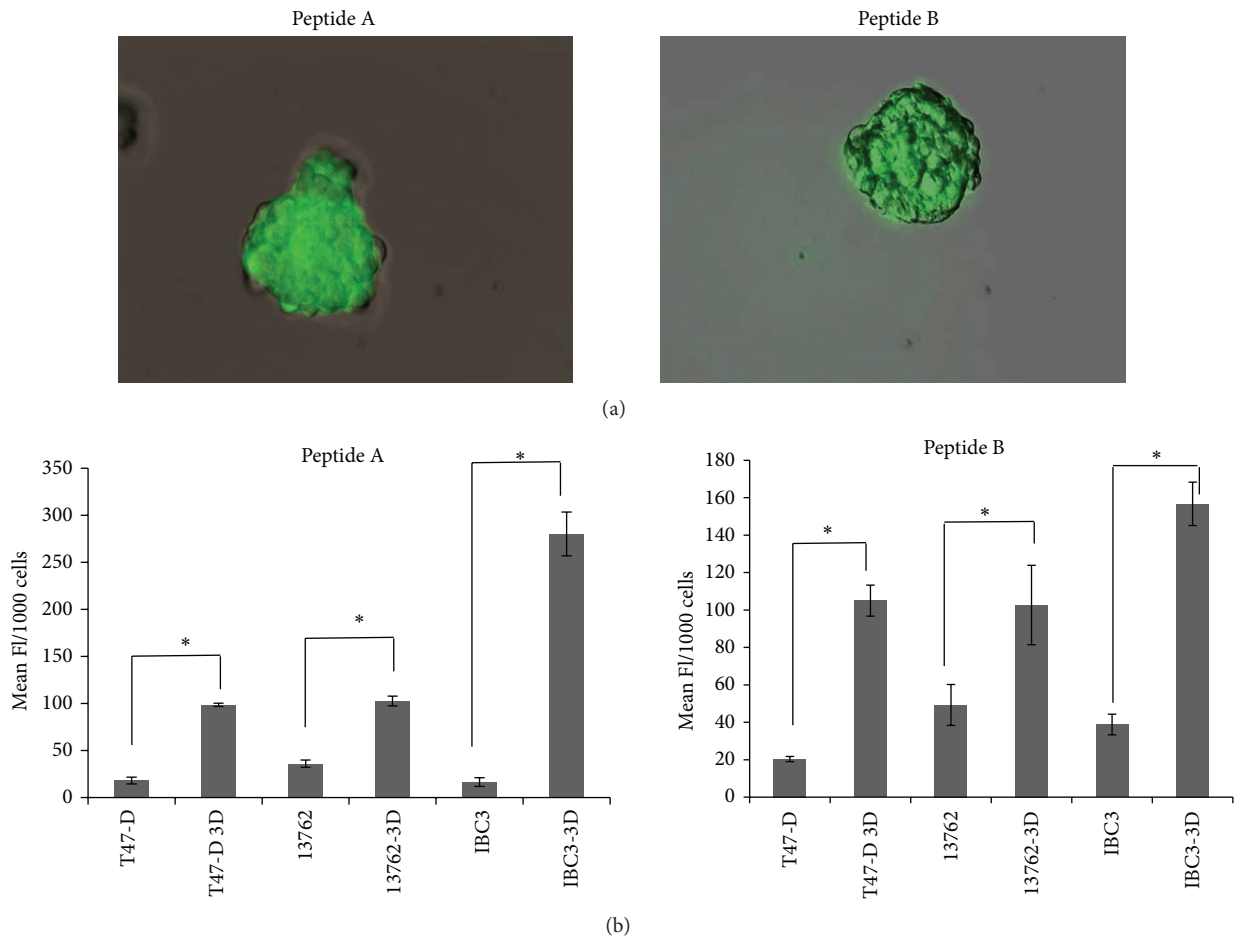 Peptide A
Peptide B
(a)
Peptide A
Mean Fl/1000 cells
350
300
250
200
150
100
50
0
*
*
*
T47-D
T47-D 3D
13762
13762-3D
IBC3
IBC3-3D
Peptide B
Mean Fl/1000 cells
180
160
140
120
100
80
60
40
20
0
*
*
*
T47-D
T47-D 3D
13762
13762-3D
IBC3
IBC3-3D
(b)